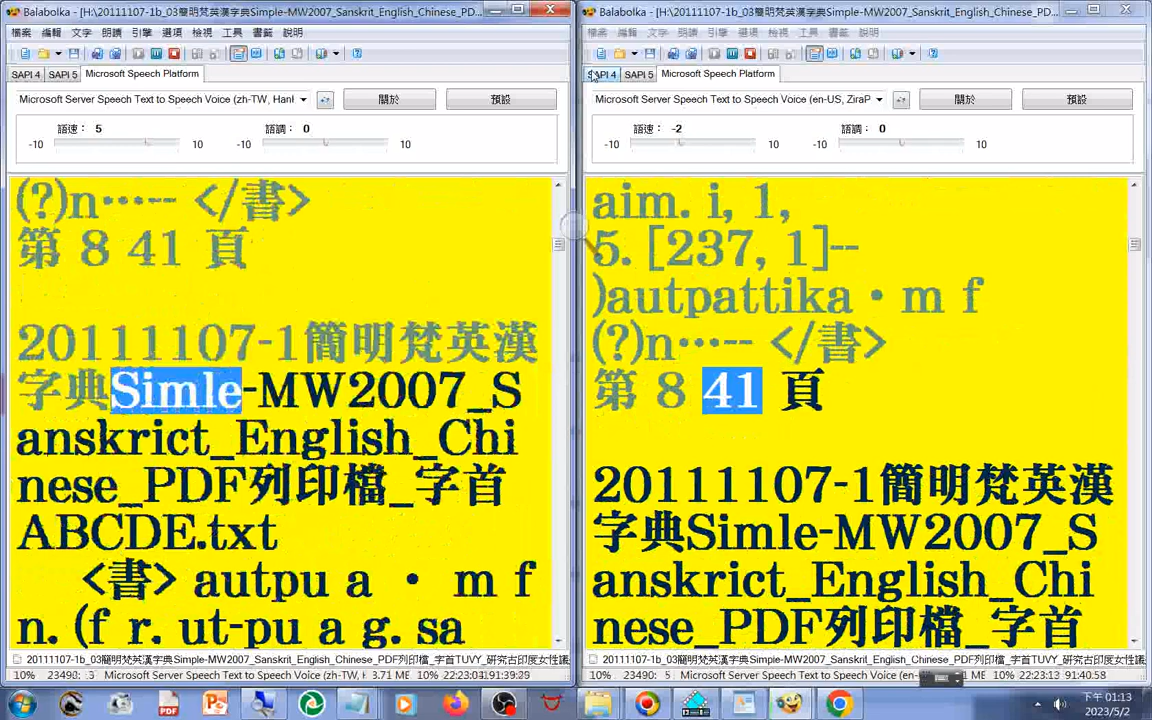 Balabolka - [H:\20111107-1b_03簡明梵英漢字典Simple-MW2007_Sanskrit_English_Chinese_PD...
檔案 編輯 文字 朗讀 引擎 選項 檢視 工具 書籤 說明
SAPI 4 SAPI 5 Microsoft Speech Platform
Microsoft Server Speech Text to Speech Voice (zh-TW, Hanl 關於 預設
語速： 5 語調： 0
-10 10 -10 10
(?)n…-- </書>
第 8 41 頁
20111107-1簡明梵英漢
字典Simle-MW2007_S
anskrict_English_Chi
nese_PDF列印檔_字首
ABCDE.txt
<書> autpu a • m f
n. (f r. ut-pu a g. sa
20111107-1b_03簡明梵英漢字典Simple-MW2007_Sanskrit_English_Chinese_PDF列印檔_字首TUVY_研究古印度女性議
10% 23490: 3 Microsoft Server Speech Text to Speech Voice (zh-TW, H 3.71 ME 10% 22:23:03 91:39:29
Balabolka - [H:\20111107-1b_03簡明梵英漢字典Simple-MW2007_Sanskrit_English_Chinese_PD...
檔案 編輯 文字 朗讀 引擎 選項 檢視 工具 書籤 說明
SAPI 4 SAPI 5 Microsoft Speech Platform
Microsoft Server Speech Text to Speech Voice (en-US, ZiraP 關於 預設
語速： -2 語調： 0
-10 10 -10 10
aim. i, 1,
5. [237, 1]--
)autpattika • m f
(?)n…-- </書>
第 8 41 頁
20111107-1簡明梵英漢
字典Simle-MW2007_S
anskrict_English_Chi
nese_PDF列印檔_字首
20111107-1b_03簡明梵英漢字典Simple-MW2007_Sanskrit_English_Chinese_PDF列印檔_字首TUVY_研究古印度女性議
10% 23490: 5 Microsoft Server Speech Text to Speech Voice (en-U ME 10% 22:23:13 91:40:58
下午 01:13
2023/5/2